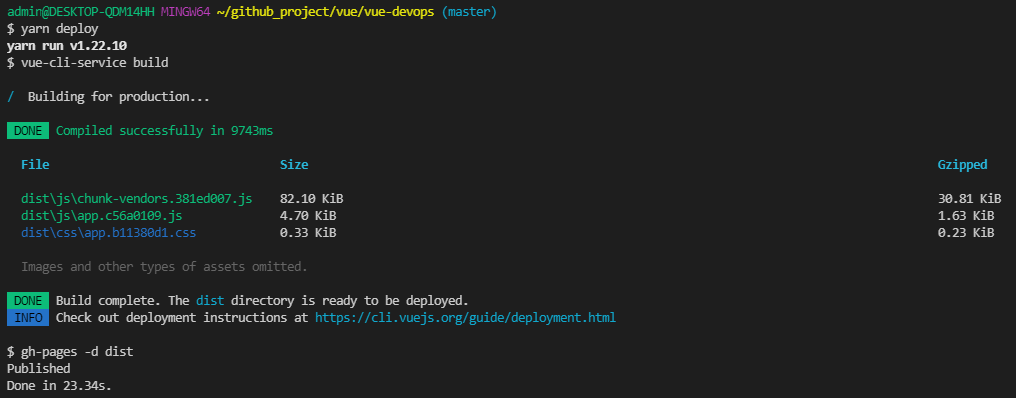 admin@DESKTOP-QDM14HH MINGW64 ~/github_project/vue/vue-devops (master)
$ yarn deploy
yarn run v1.22.10
$ vue-cli-service build
/  Building for production...
DONE  Compiled successfully in 9743ms
File  Size  Gzipped
dist\js\chunk-vendors.381ed007.js  82.10 KiB  30.81 KiB
dist\js\app.c56a0109.js  4.70 KiB  1.63 KiB
dist\css\app.b11380d1.css  0.33 KiB  0.23 KiB
Images and other types of assets omitted.
DONE  Build complete. The dist directory is ready to be deployed.
INFO  Check out deployment instructions at https://cli.vuejs.org/guide/deployment.html
$ gh-pages -d dist
Published
Done in 23.34s.